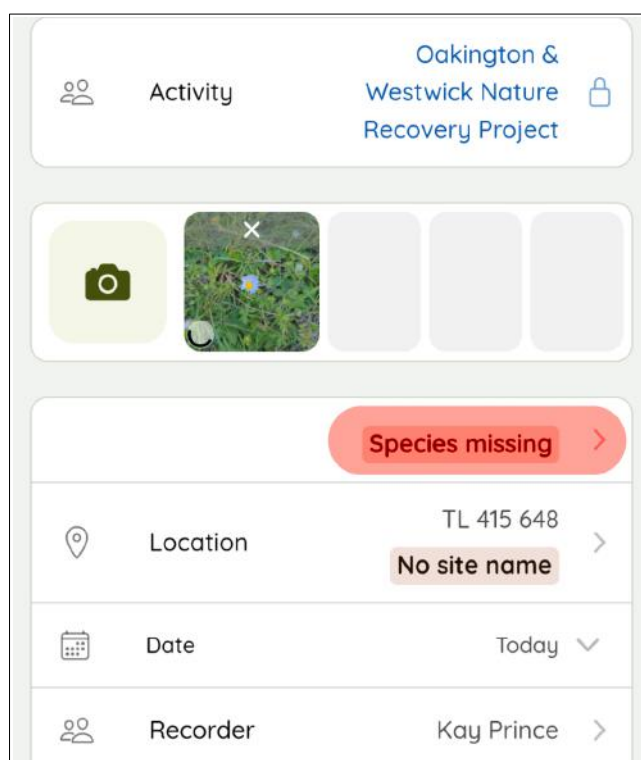 Activity
Oakington &
Westwick Nature
Recovery Project
Species missing
Location
TL 415 648
No site name
Date
Today
Recorder
Kay Prince